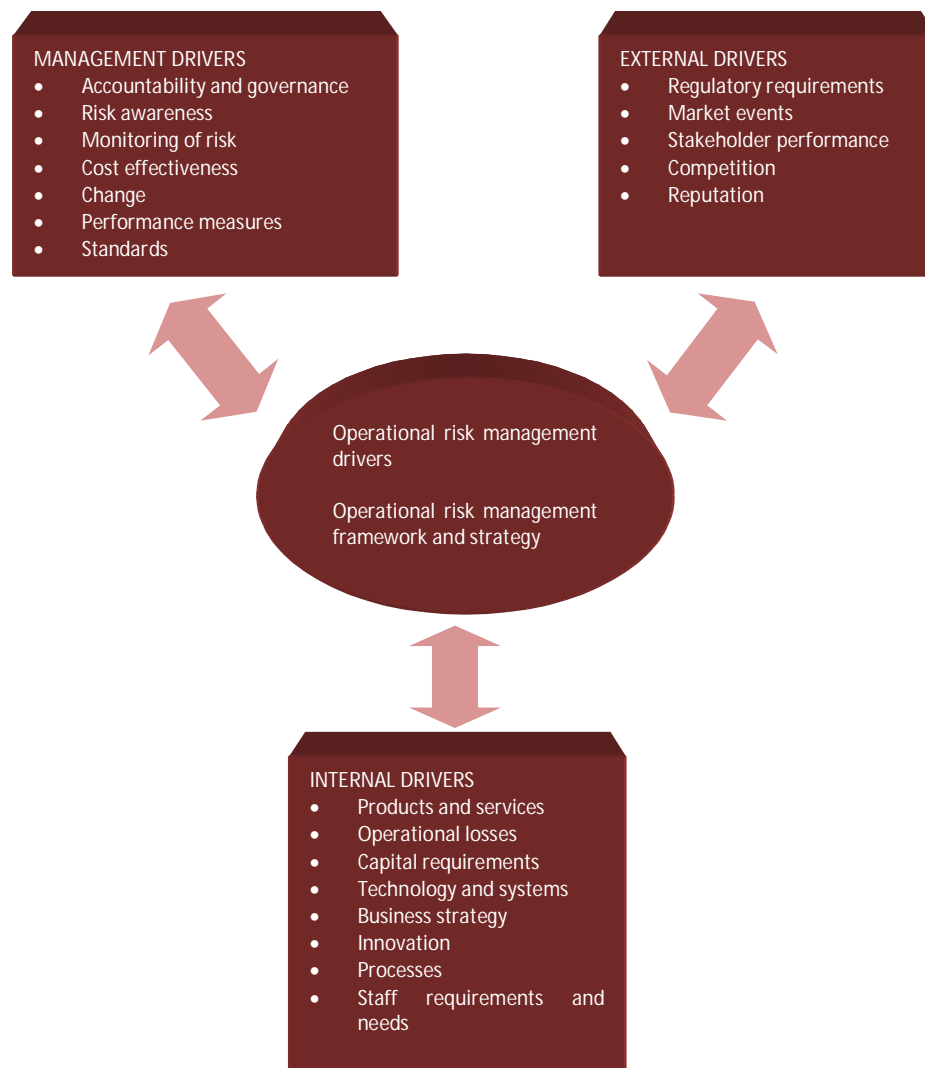 MANAGEMENT DRIVERS
• Accountability and governance
• Risk awareness
• Monitoring of risk
• Cost effectiveness
• Change
• Performance measures
• Standards
EXTERNAL DRIVERS
• Regulatory requirements
• Market events
• Stakeholder performance
• Competition
• Reputation
Operational risk management
drivers
Operational risk management
framework and strategy
INTERNAL DRIVERS
• Products and services
• Operational losses
• Capital requirements
• Technology and systems
• Business strategy
• Innovation
• Processes
• Staff requirements and
needs